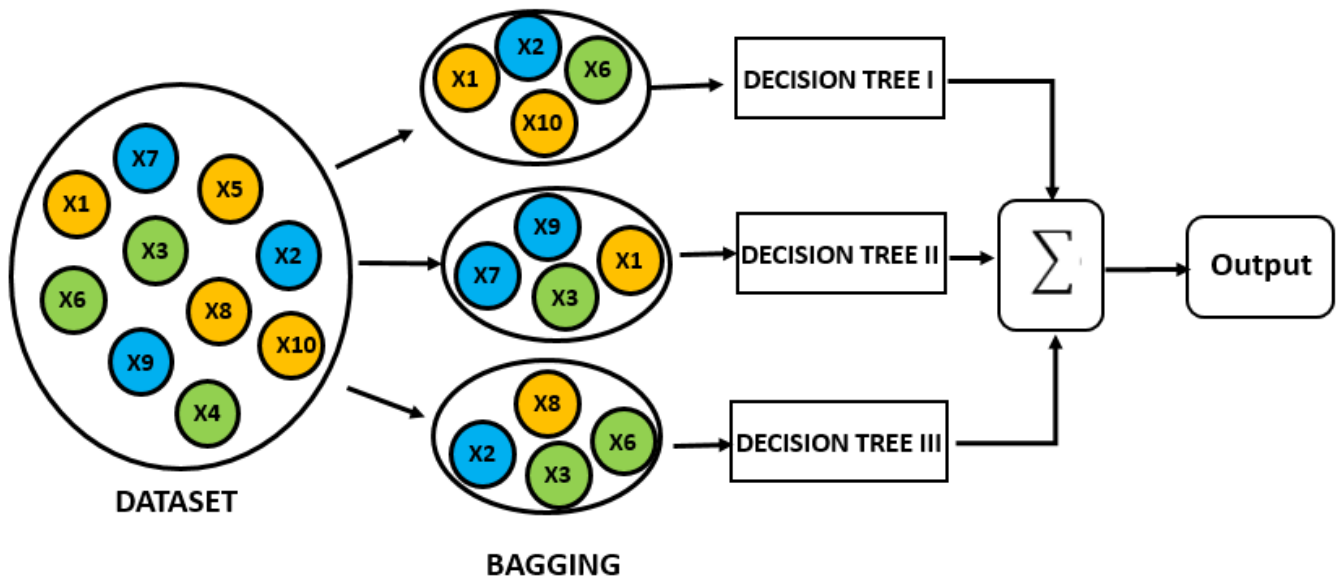 X7
X1
X5
X3
X2
X6
X8
X10
X9
X4
DATASET
X2
X1
X6
X10
X9
X1
X7
X3
X8
X6
X2
X3
BAGGING
DECISION TREE I
DECISION TREE II
DECISION TREE III
∑
Output